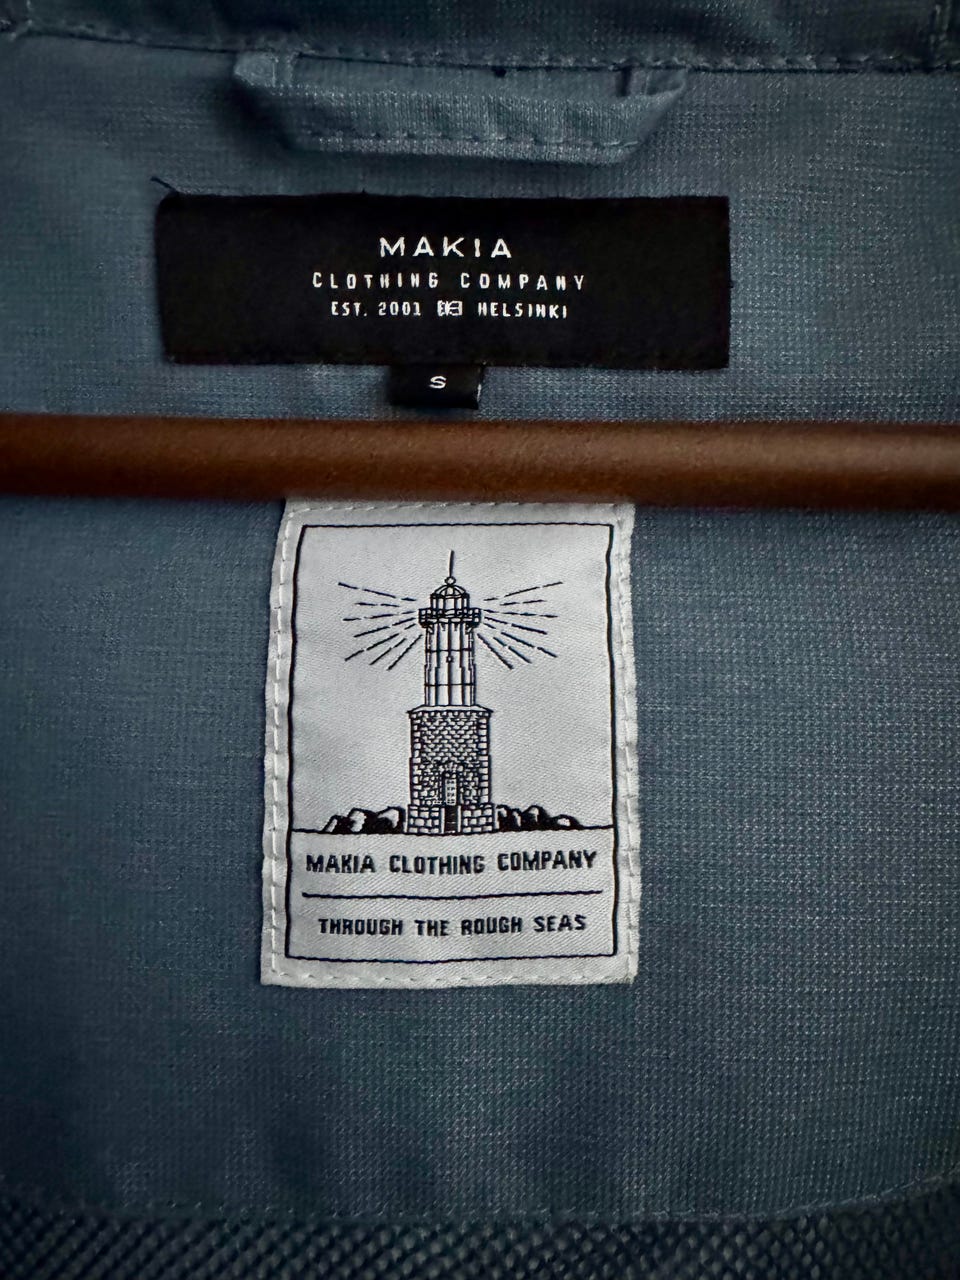 MAKIA
CLOTHING COMPANY
EST. 2001 HELSINKI
S
MAKIA CLOTHING COMPANY
THROUGH THE ROUGH SEAS